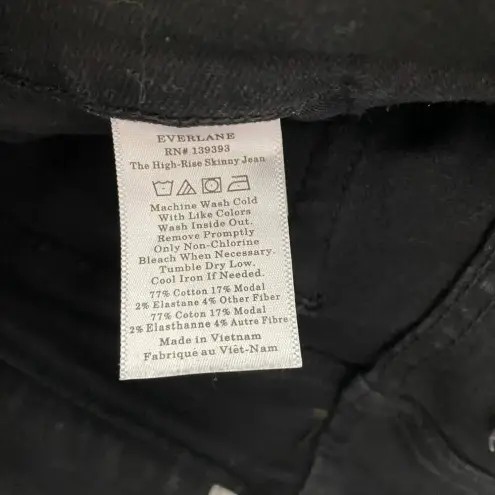 EVERLANE
RN# 139393
The High-Rise Skinny Jean
Machine Wash Cold
With Like Colors
Wash Inside Out.
Remove Promptly
Only Non-Chlorine
Bleach When Necessary.
Tumble Dry Low,
Cool Iron If Needed.
77% Cotton 17% Modal
2% Elastane 4% Other Fiber
77% Coton 17% Modal
2% Elasthanne 4% Autre Fibre
Made in Vietnam
Fabrique au Viêt-Nam